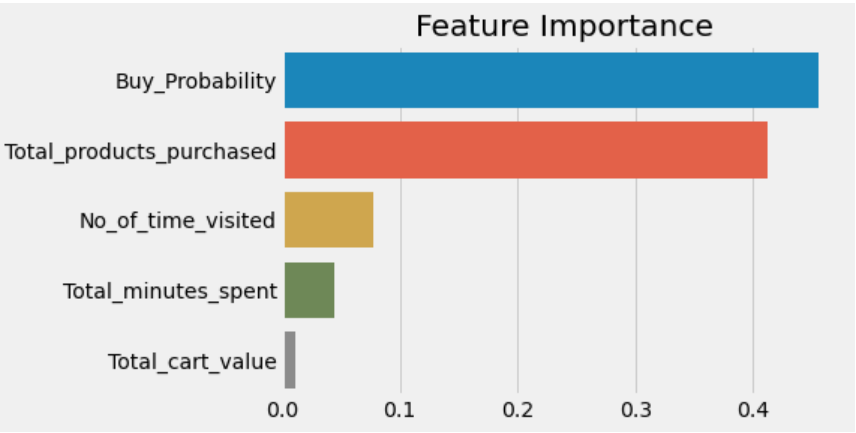 Feature Importance
Buy_Probability
Total_products_purchased
No_of_time_visited
Total_minutes_spent
Total_cart_value
0.0 0.1 0.2 0.3 0.4